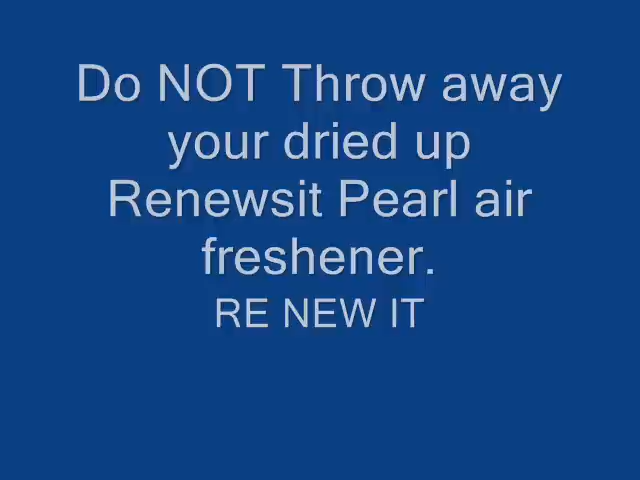 Do NOT Throw away
your dried up
Renewsit Pearl air
freshener.
RE NEW IT